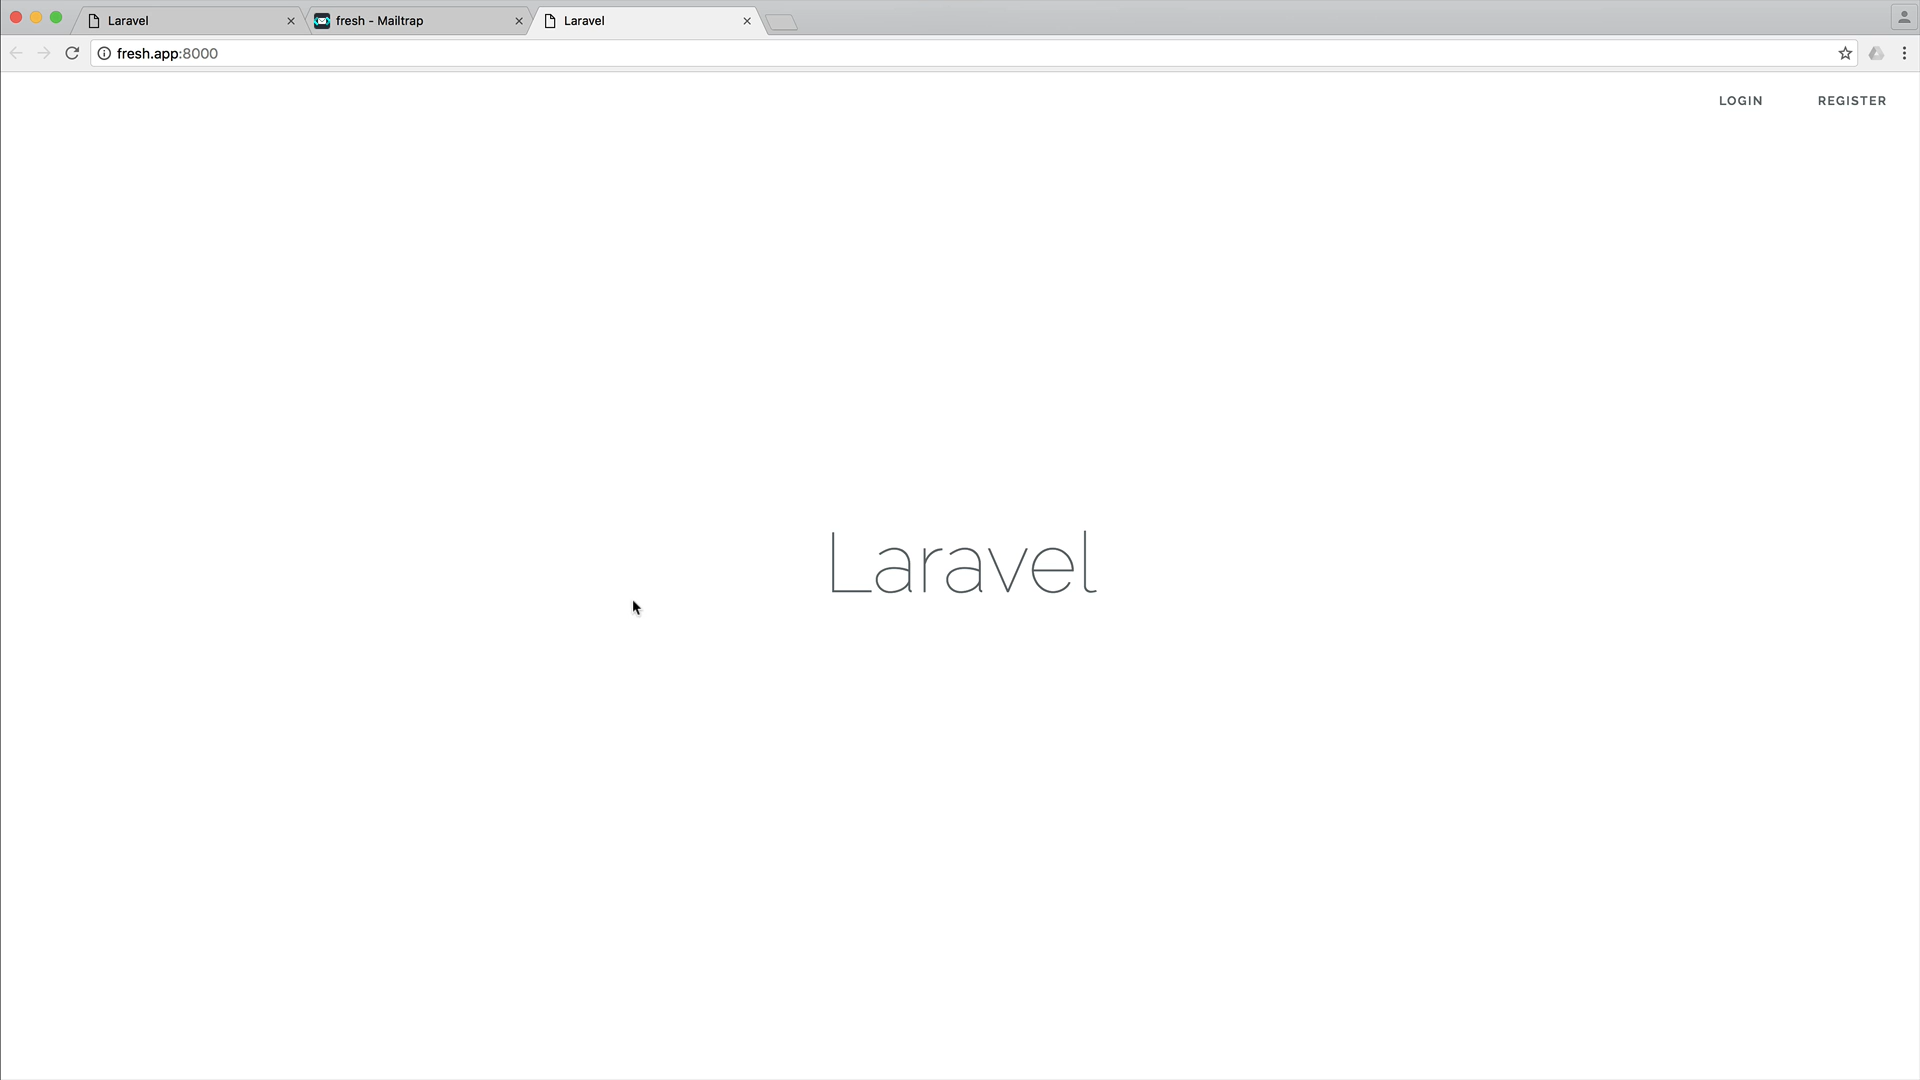 Laravel
fresh - Mailtrap
Laravel
fresh.app:8000
LOGIN
REGISTER
Laravel